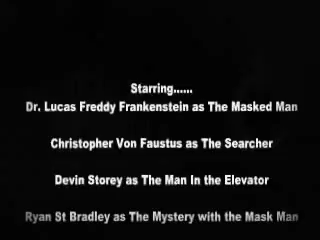 Starring......
Dr. Lucas Freddy Frankenstein as The Masked Man
Christopher Von Faustus as The Searcher
Devin Storey as The Man In the Elevator
Ryan St Bradley as The Mystery with the Mask Man